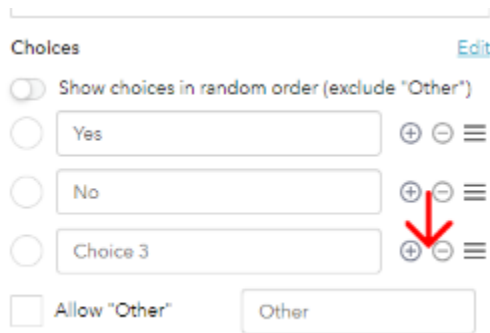 Choices Edit
Show choices in random order (exclude "Other")
Yes
No
Choice 3
Allow "Other" Other